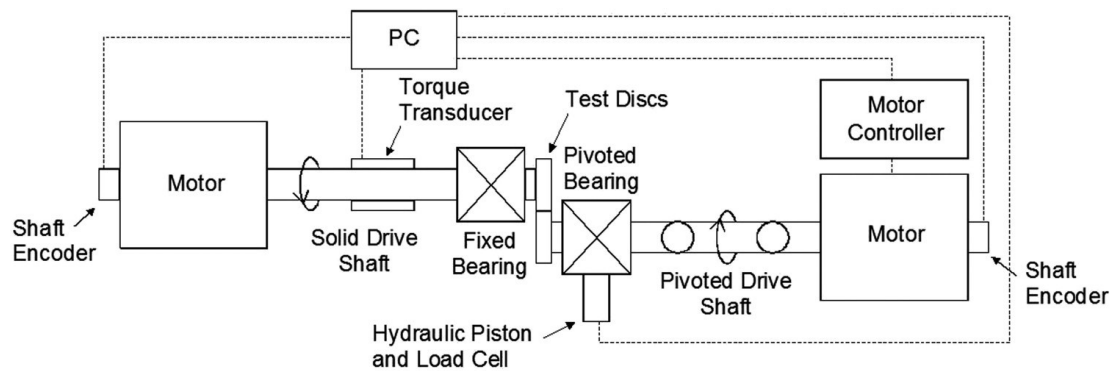 PC
Torque
Transducer
Test Discs
Motor
Controller
Motor
Pivoted
Bearing
Motor
Shaft
Encoder
Solid Drive
Shaft
Fixed
Bearing
Pivoted Drive
Shaft
Shaft
Encoder
Hydraulic Piston
and Load Cell